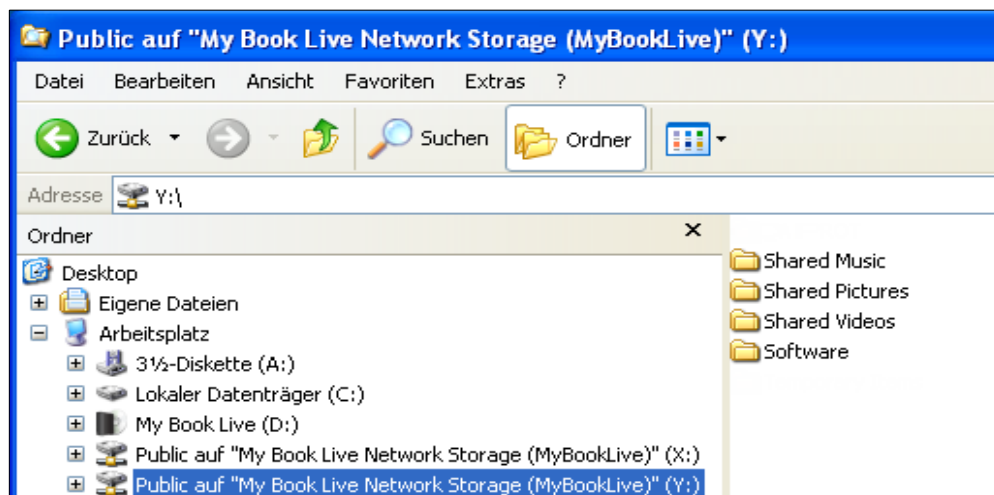 Public auf "My Book Live Network Storage (MyBookLive)" (Y:)
Datei Bearbeiten Ansicht Favoriten Extras ?
Zurück Suchen Ordner
Adresse Y:\
Ordner
Desktop
Eigene Dateien
Arbeitsplatz
3½-Diskette (A:)
Lokaler Datenträger (C:)
My Book Live (D:)
Public auf "My Book Live Network Storage (MyBookLive)" (X:)
Public auf "My Book Live Network Storage (MyBookLive)" (Y:)
Shared Music
Shared Pictures
Shared Videos
Software